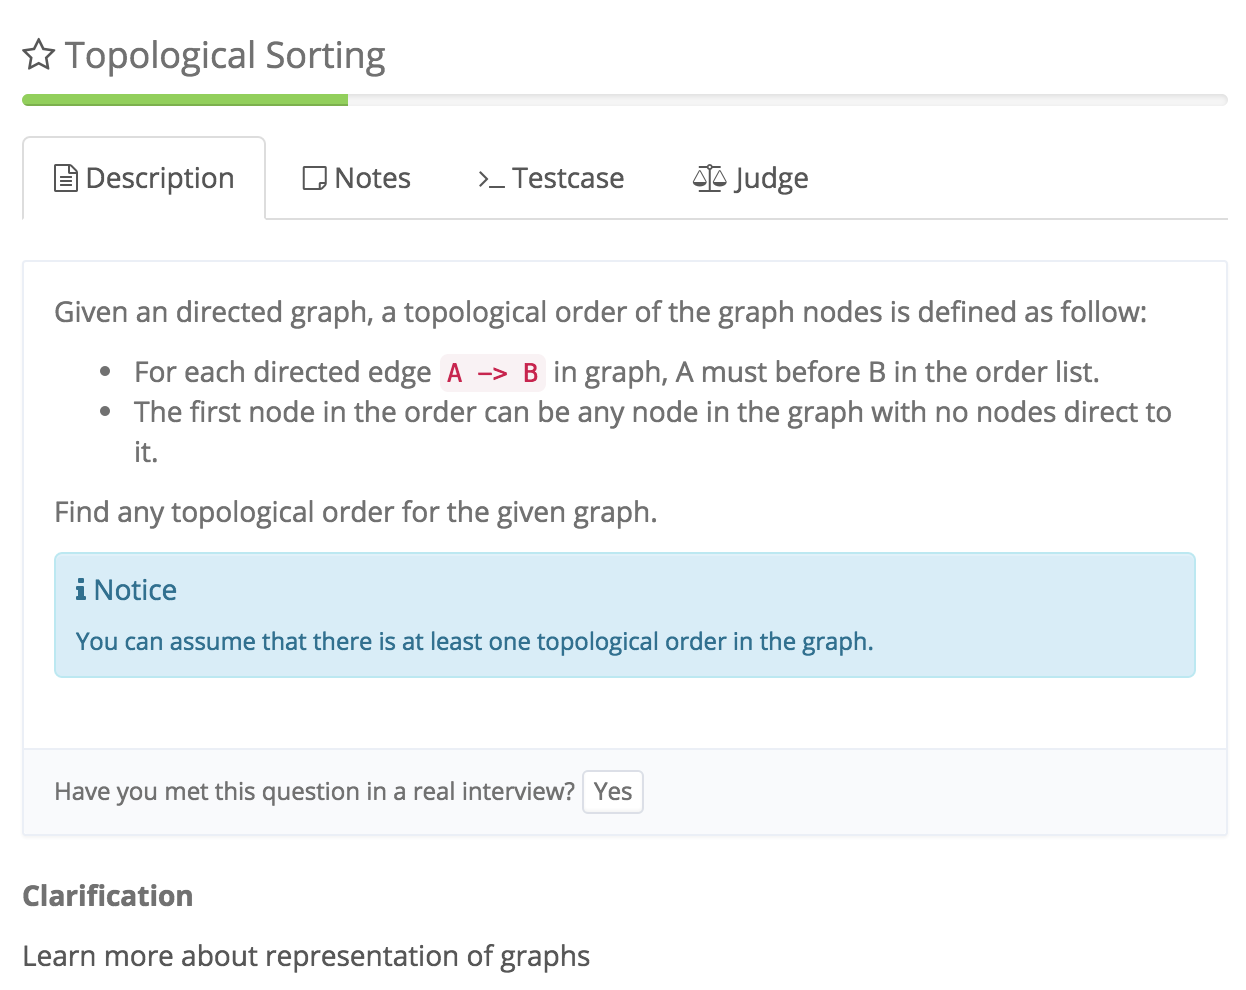 Topological Sorting
Description Notes >_ Testcase Judge
Given an directed graph, a topological order of the graph nodes is defined as follow:
• For each directed edge A -> B in graph, A must before B in the order list.
• The first node in the order can be any node in the graph with no nodes direct to
it.
Find any topological order for the given graph.
i Notice
You can assume that there is at least one topological order in the graph.
Have you met this question in a real interview? Yes
Clarification
Learn more about representation of graphs